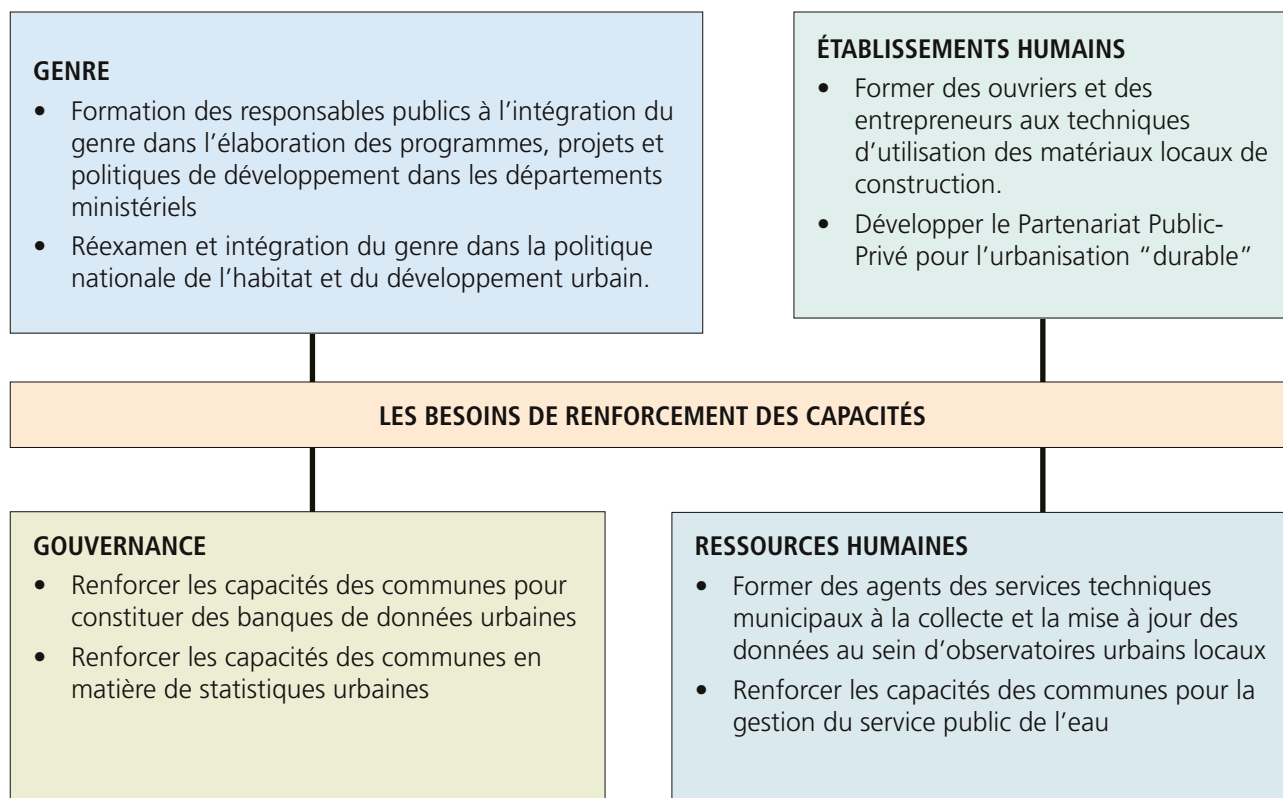 GENRE
• Formation des responsables publics à l’intégration du
genre dans l’élaboration des programmes, projets et
politiques de développement dans les départements
ministériels
• Réexamen et intégration du genre dans la politique
nationale de l’habitat et du développement urbain.
ÉTABLISSEMENTS HUMAINS
• Former des ouvriers et des
entrepreneurs aux techniques
d’utilisation des matériaux locaux de
construction.
• Développer le Partenariat Public-
Privé pour l’urbanisation “durable”
LES BESOINS DE RENFORCEMENT DES CAPACITÉS
GOUVERNANCE
• Renforcer les capacités des communes pour
constituer des banques de données urbaines
• Renforcer les capacités des communes en
matière de statistiques urbaines
RESSOURCES HUMAINES
• Former des agents des services techniques
municipaux à la collecte et la mise à jour des
données au sein d’observatoires urbains locaux
• Renforcer les capacités des communes pour la
gestion du service public de l’eau